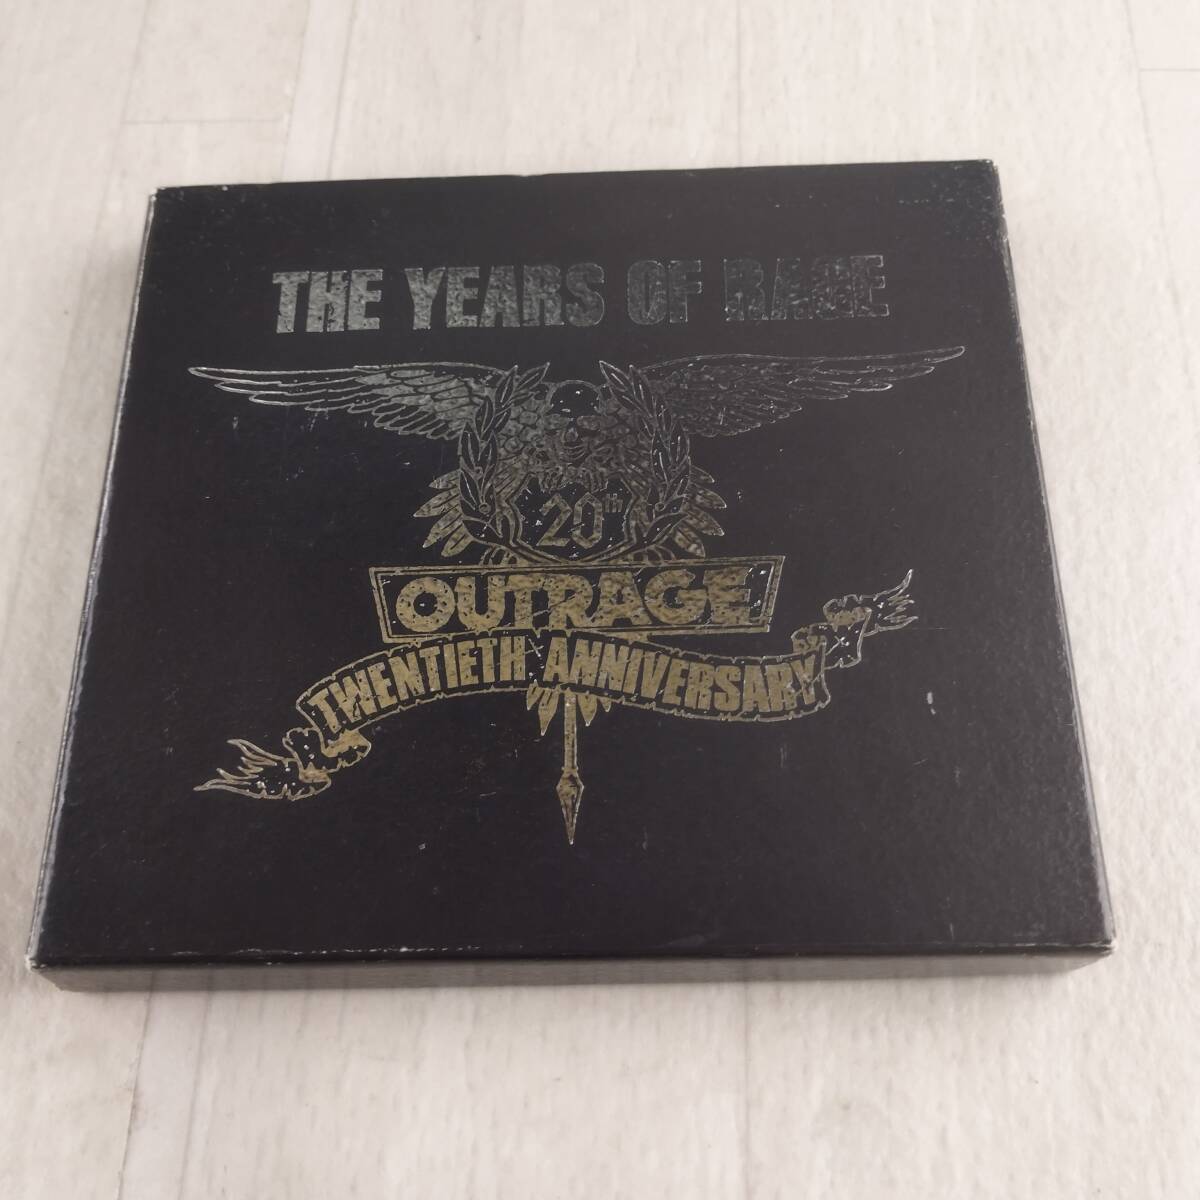 THE YEARS OF RAGE
20th
OUTRAGE
TWENTIETH ANNIVERSARY